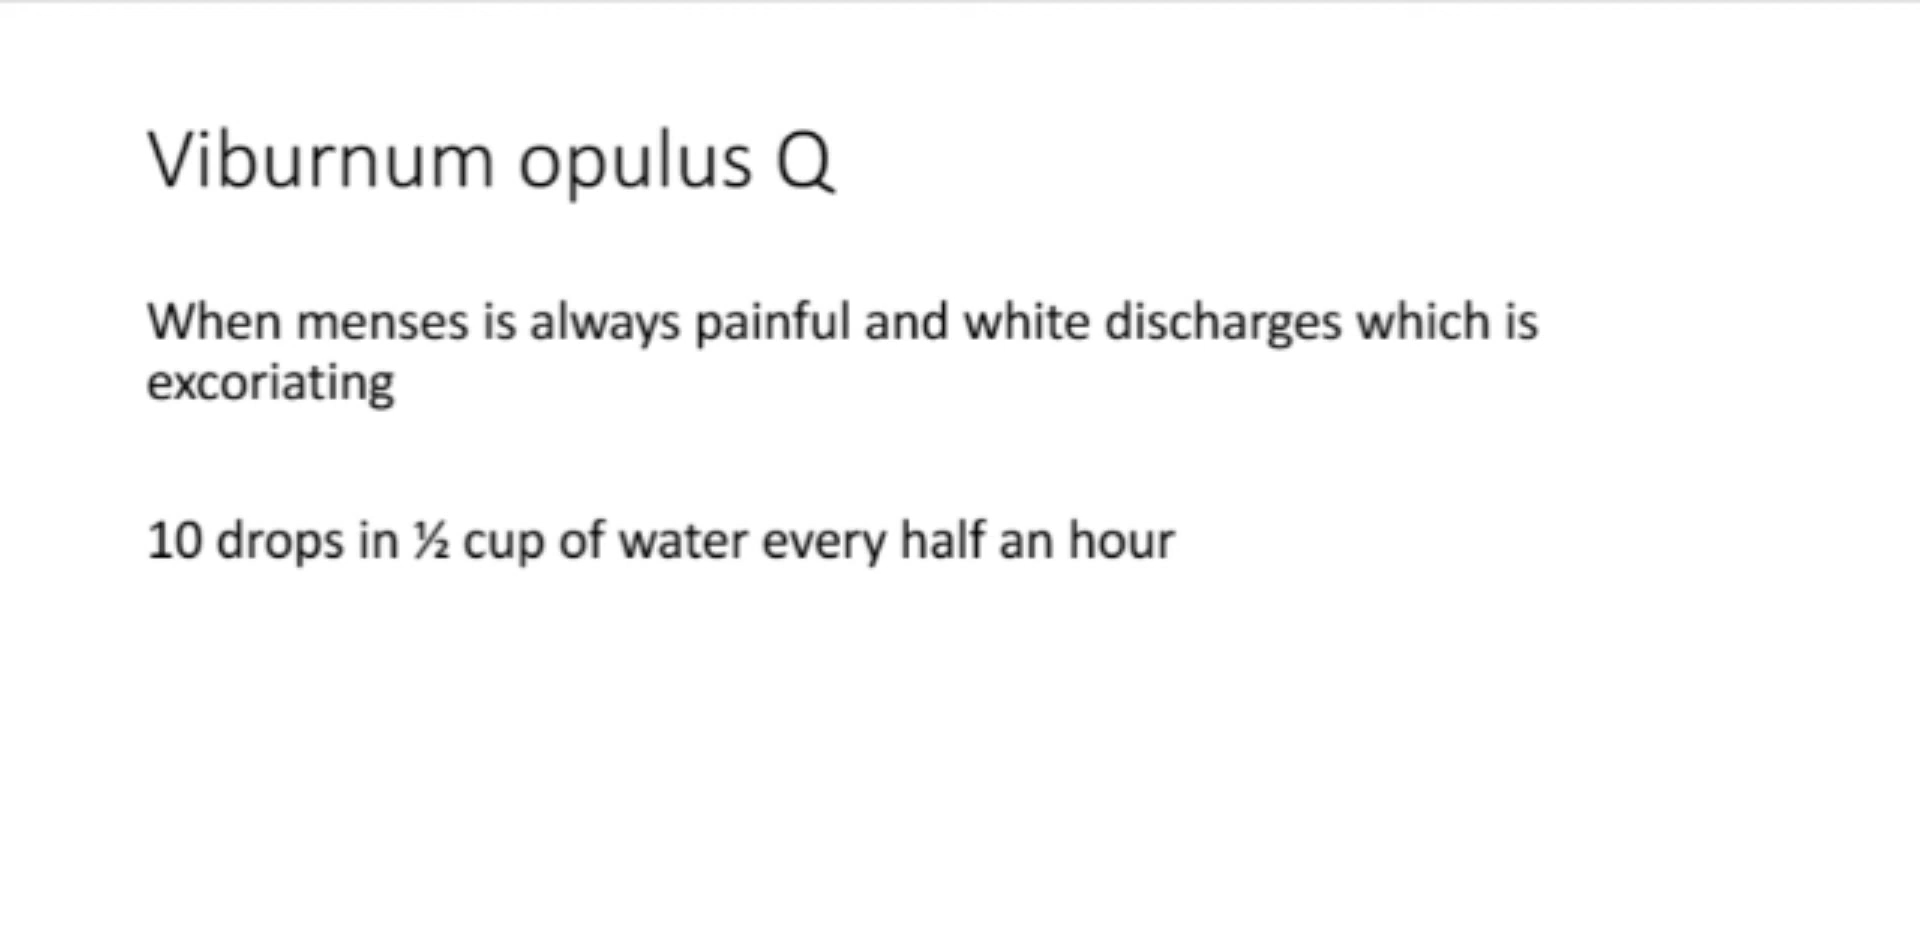 Viburnum opulus Q
When menses is always painful and white discharges which is
excoriating
10 drops in ½ cup of water every half an hour